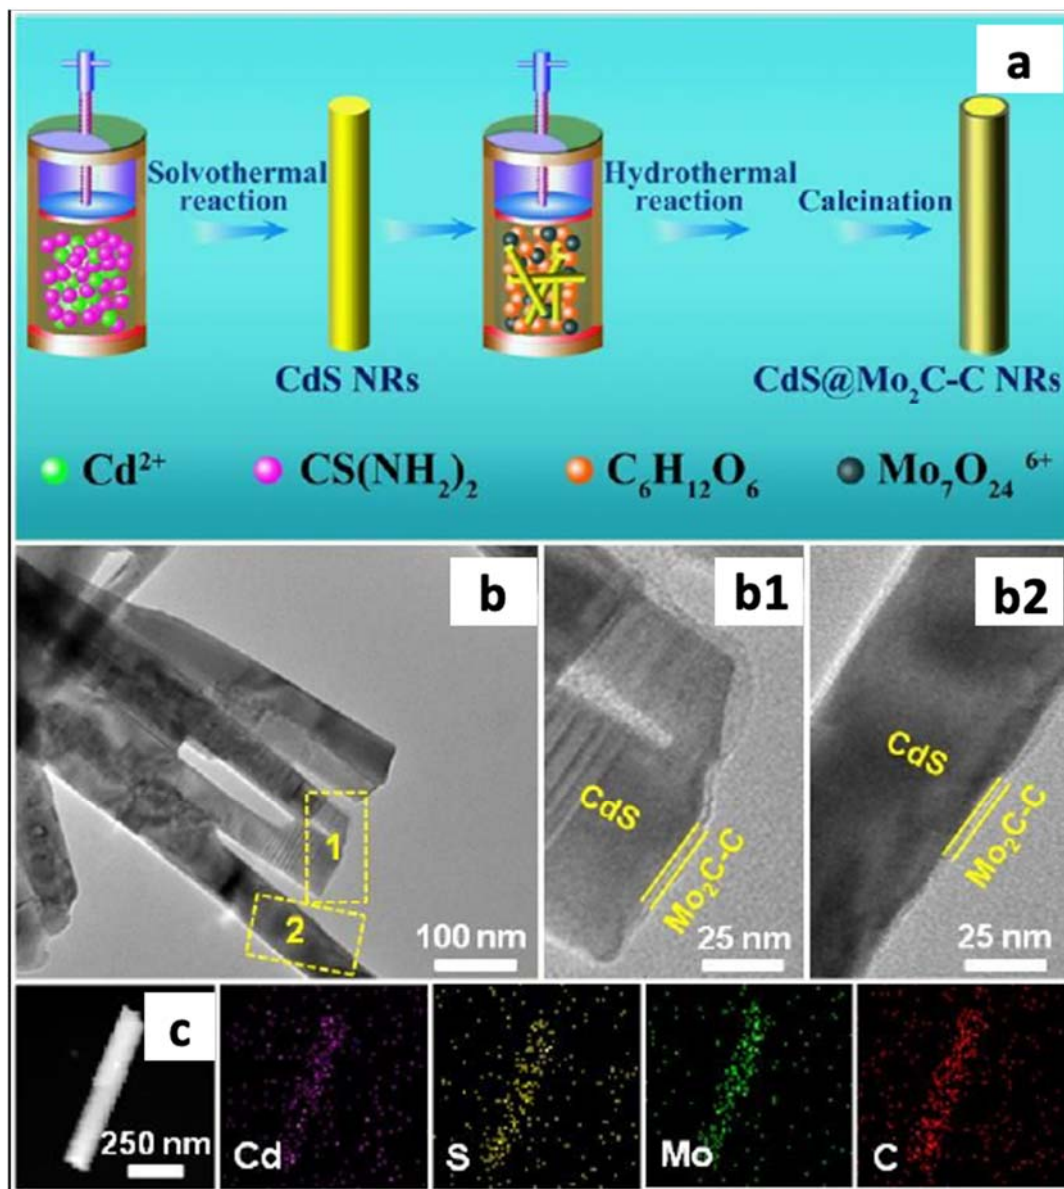 a
Solvothermal
reaction
Hydrothermal
reaction
Calcination
CdS NRs
CdS@Mo₂C-C NRs
Cd²⁺
CS(NH₂)₂
C₆H₁₂O₆
Mo₇O₂₄ ⁶⁺
b
1
2
100 nm
b1
CdS
Mo₂C-C
25 nm
b2
CdS
Mo₂C-C
25 nm
c
250 nm
Cd
S
Mo
C